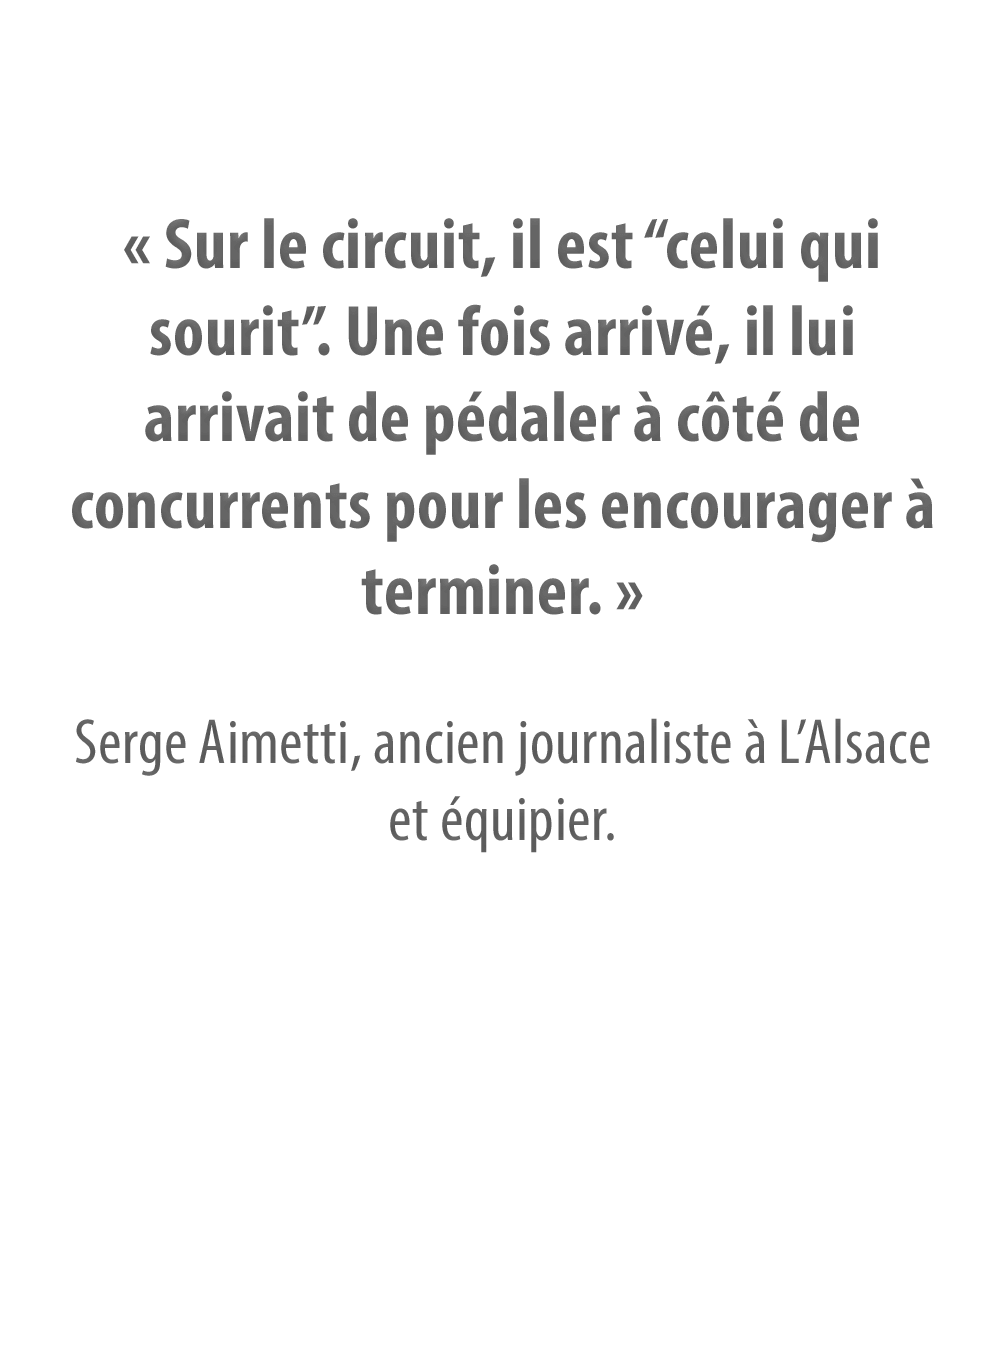 « Sur le circuit, il est “celui qui
sourit”. Une fois arrivé, il lui
arrivait de pédaler à côté de
concurrents pour les encourager à
terminer. »
Serge Aimetti, ancien journaliste à L’Alsace
et équipier.